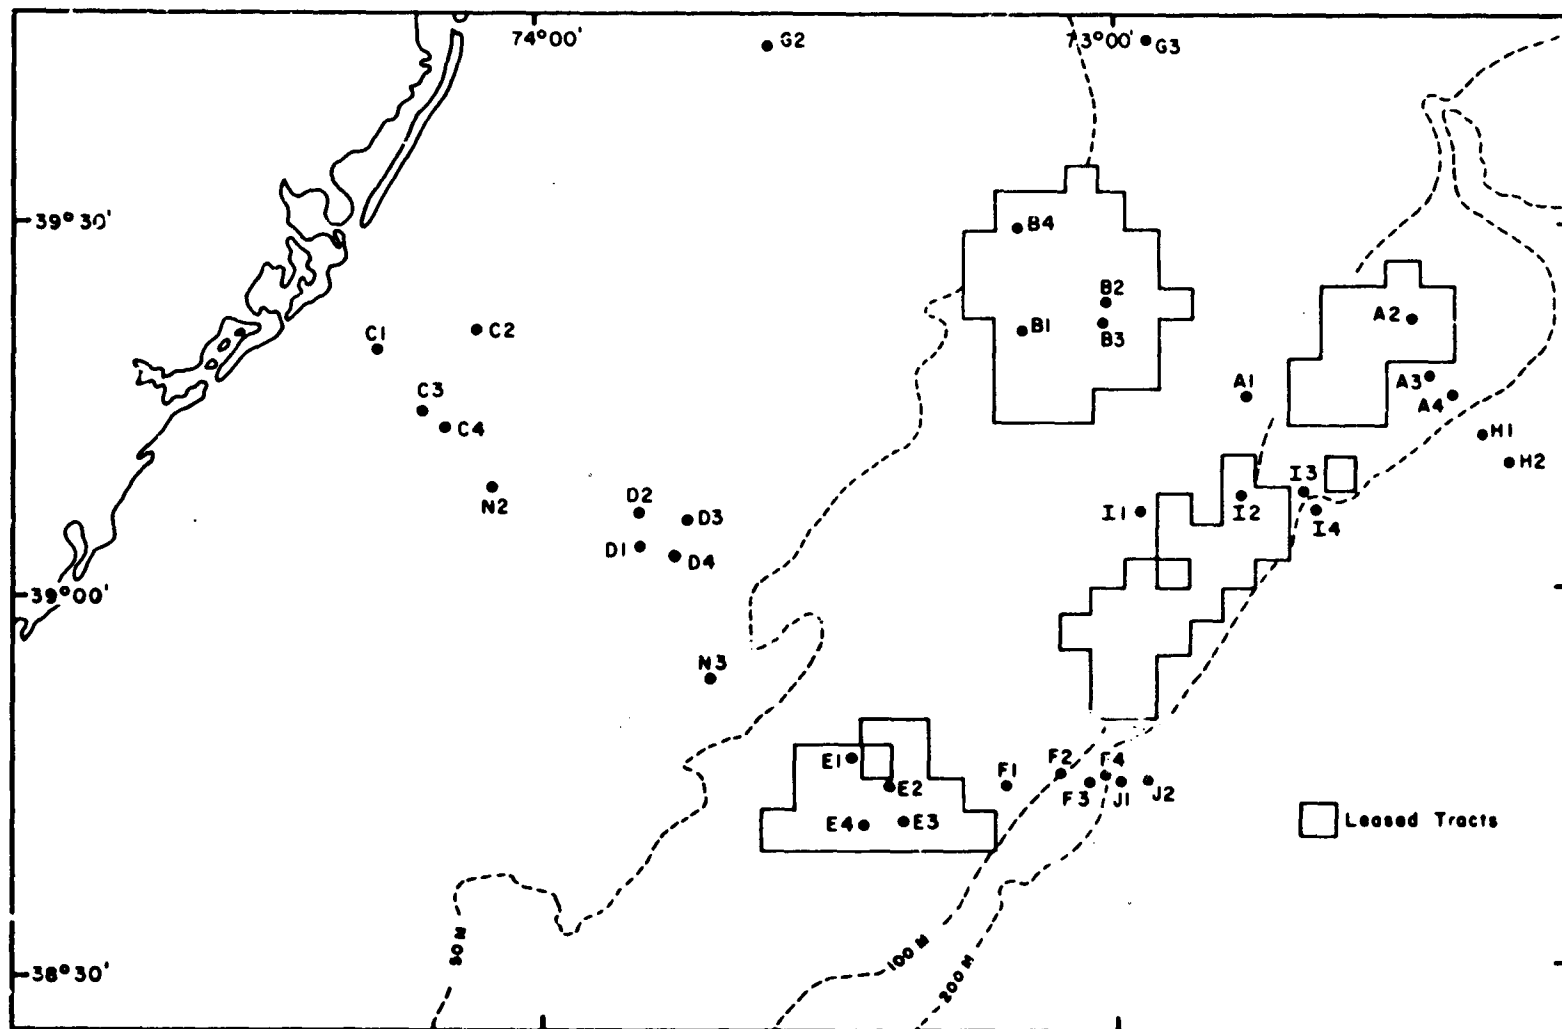 74°00'
G2
73°00'
G3
39°30'
B4
B2
B1
B3
A2
C1
C2
A3
A1
A4
C3
C4
H1
H2
N2
D2
D3
I3
I1
I2
I4
D1
D4
39°00'
N3
E1
F2
F4
F1
E2
F3
J1
J2
E4
E3
Leased Tracts
50 M
100 M
200 M
38°30'